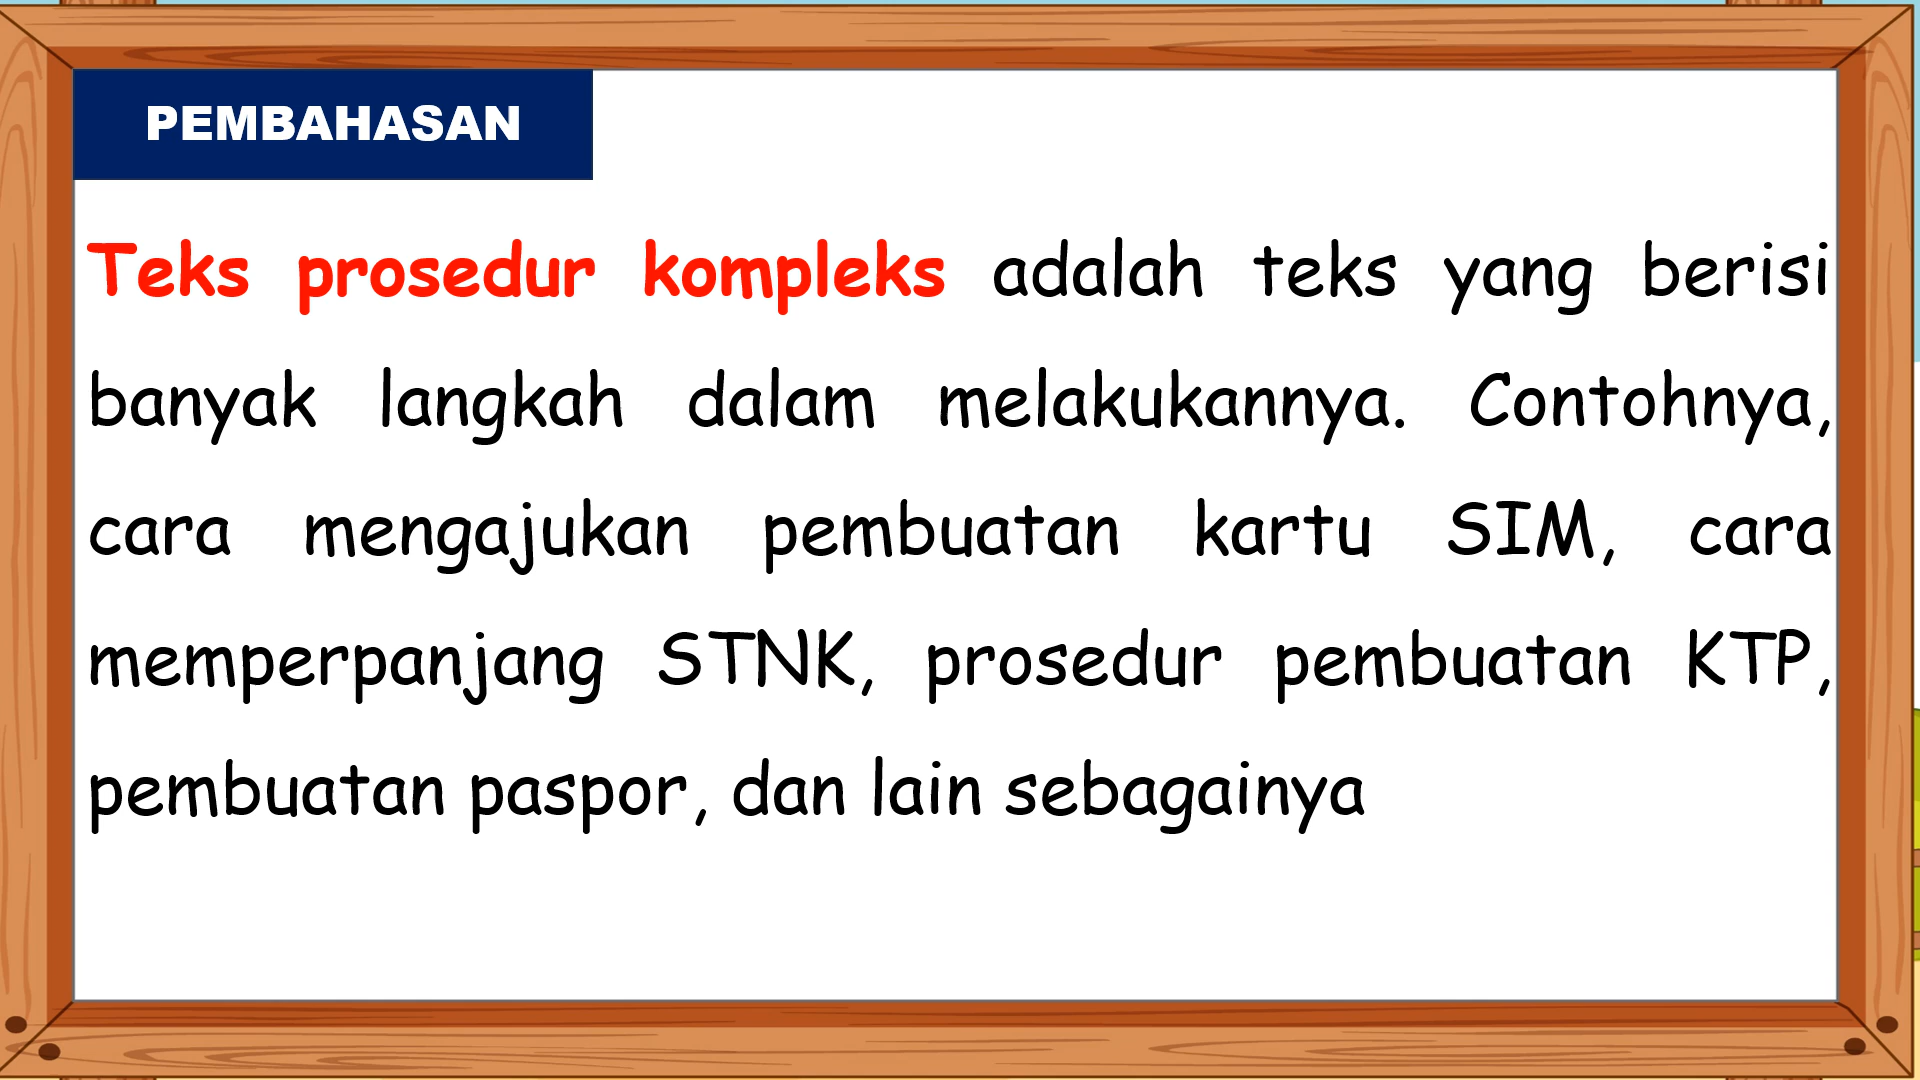 PEMBAHASAN
Teks prosedur kompleks adalah teks yang berisi
banyak langkah dalam melakukannya. Contohnya,
cara mengajukan pembuatan kartu SIM, cara
memperpanjang STNK, prosedur pembuatan KTP,
pembuatan paspor, dan lain sebagainya